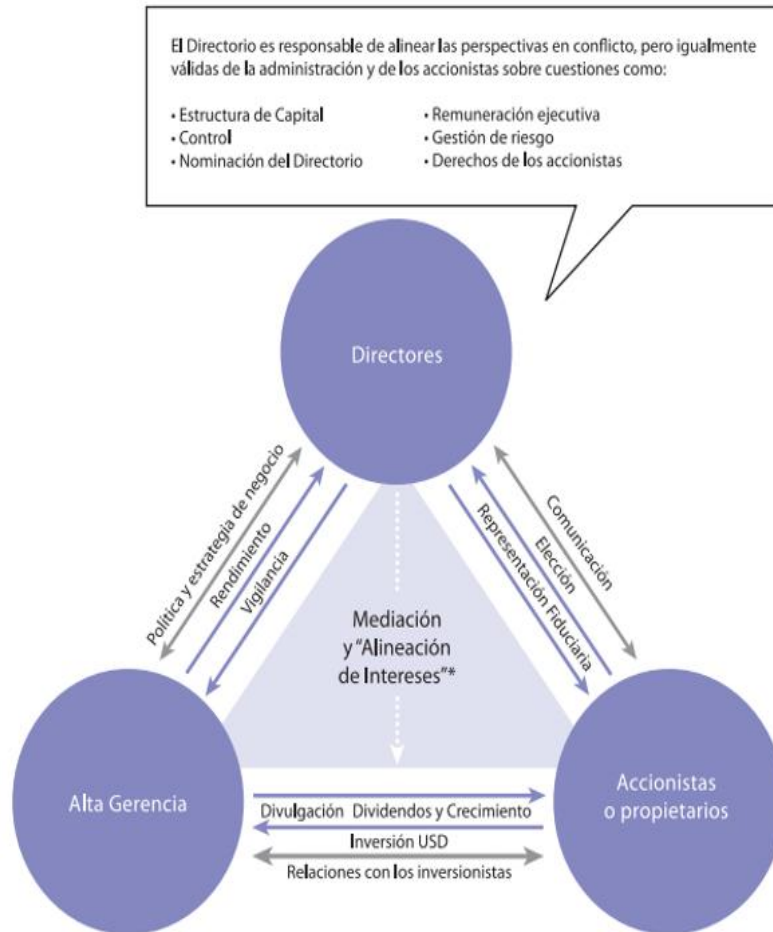 El Directorio es responsable de alinear las perspectivas en conflicto, pero igualmente
válidas de la administración y de los accionistas sobre cuestiones como:
• Estructura de Capital
• Control
• Nominación del Directorio
• Remuneración ejecutiva
• Gestión de riesgo
• Derechos de los accionistas
Directores
Política y estrategia de negocio
Rendimiento
Vigilancia
Comunicación
Elección
Representación Fiduciaria
Mediación
y "Alineación
de Intereses"*
Alta Gerencia
Accionistas
o propietarios
Divulgación Dividendos y Crecimiento
Inversión USD
Relaciones con los inversionistas